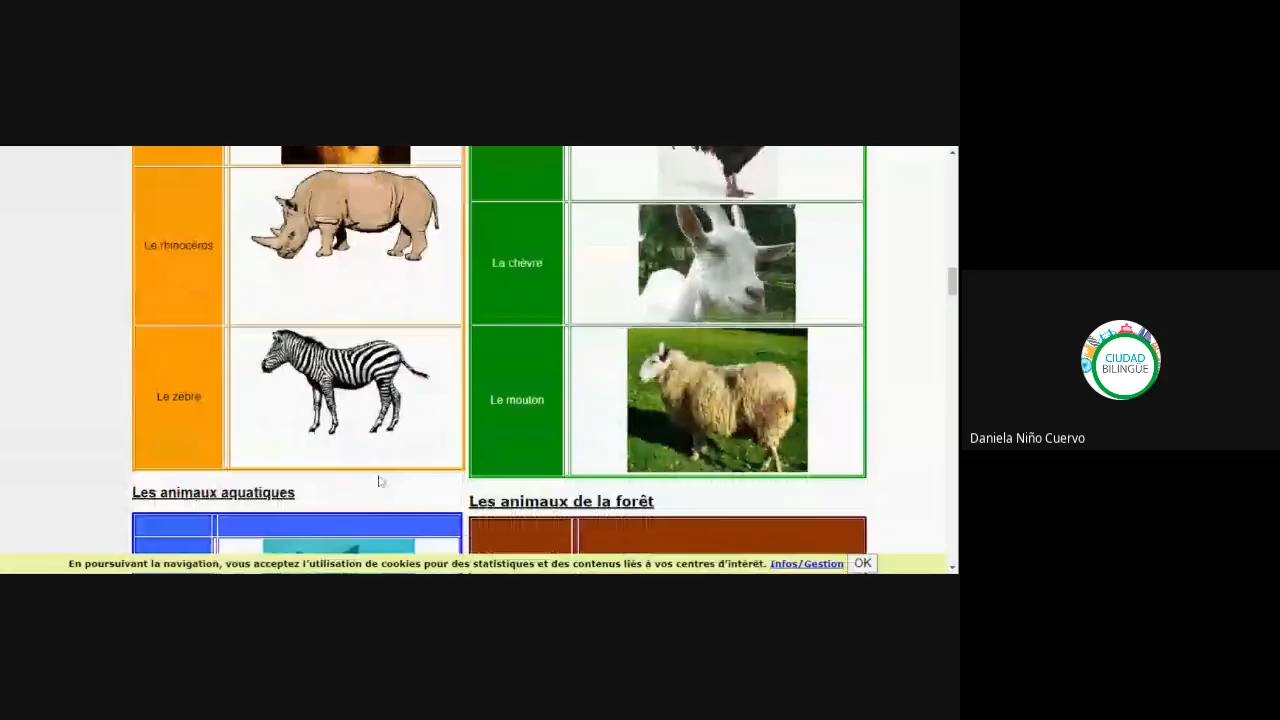 Le rhinocéros
Le zèbre
La chèvre
Le mouton
Les animaux aquatiques
Les animaux de la forêt
En poursuivant la navigation, vous acceptez l'utilisation de cookies pour des statistiques et des contenus liés à vos centres d'intérêt. Infos/Gestion OK
CIUDAD
BILINGÜE
Daniela Niño Cuervo